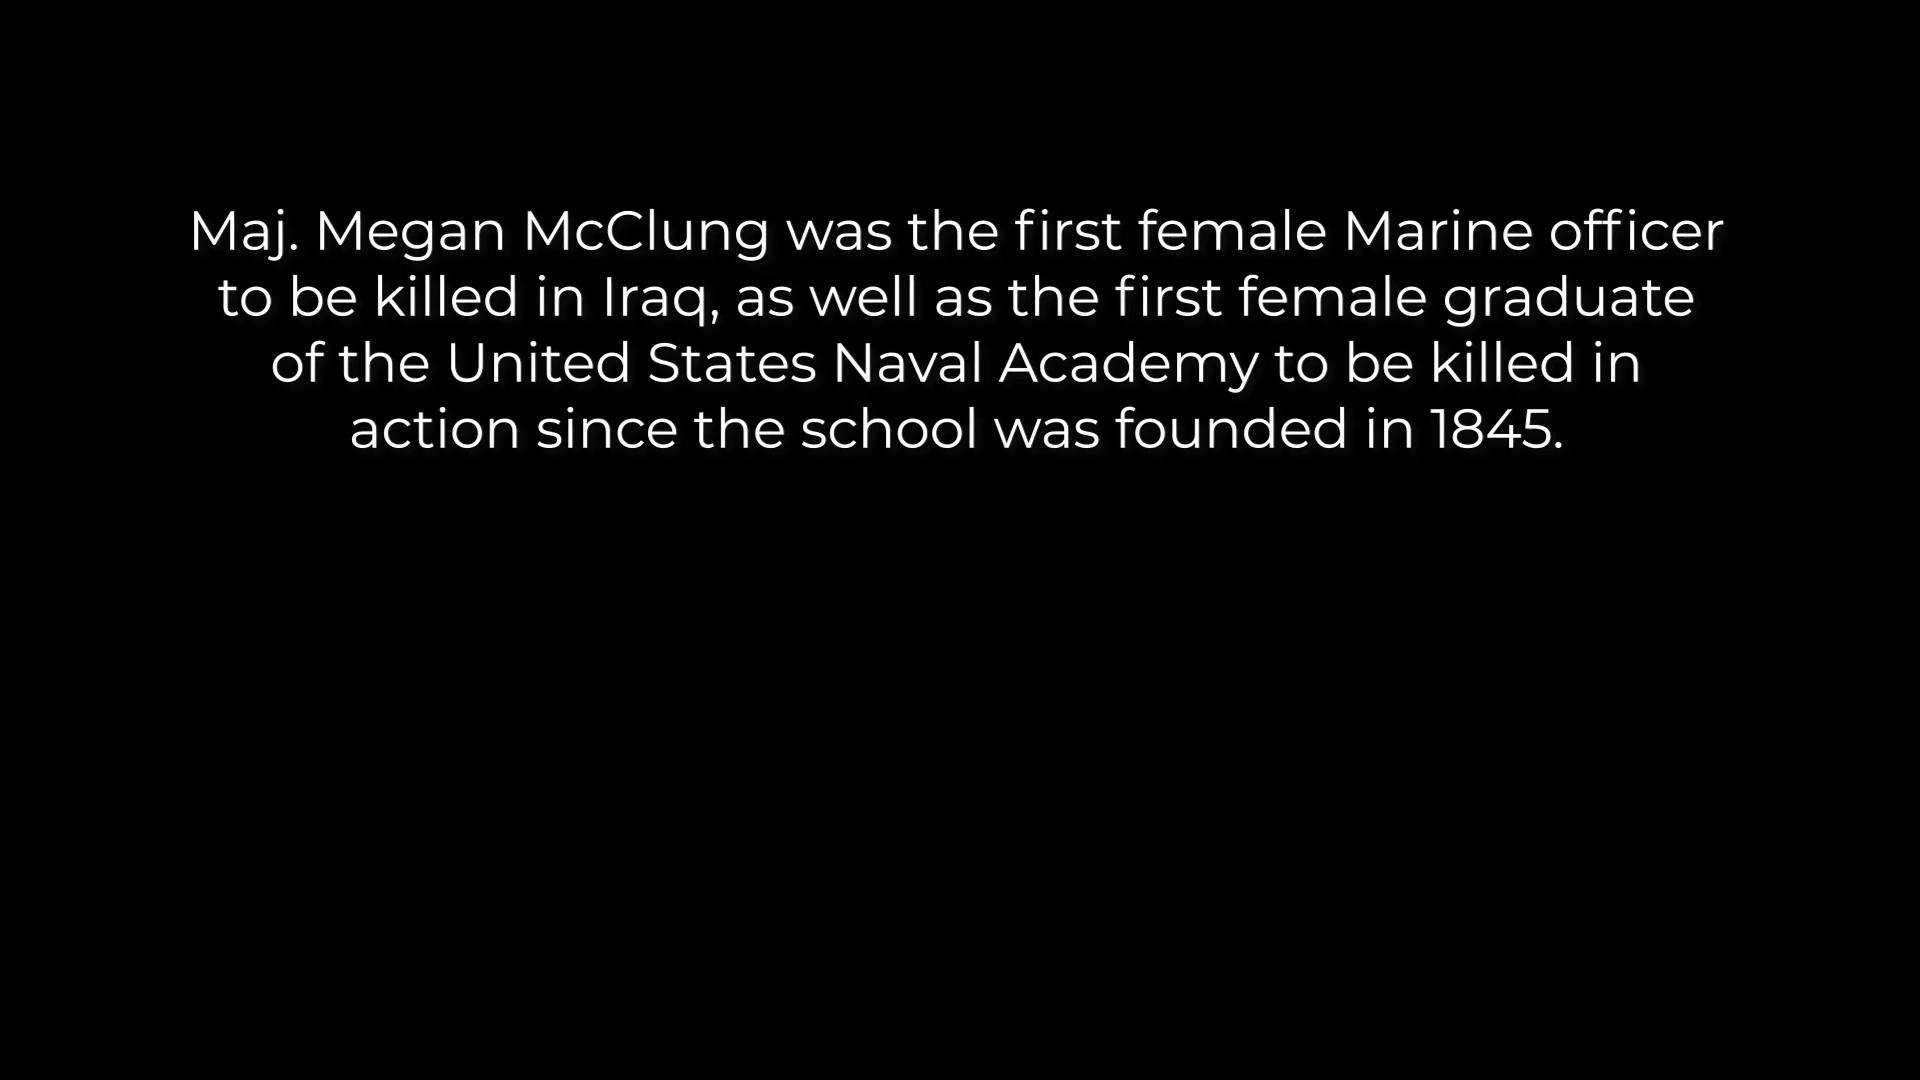 Maj. Megan McClung was the first female Marine officer
to be killed in Iraq, as well as the first female graduate
of the United States Naval Academy to be killed in
action since the school was founded in 1845.